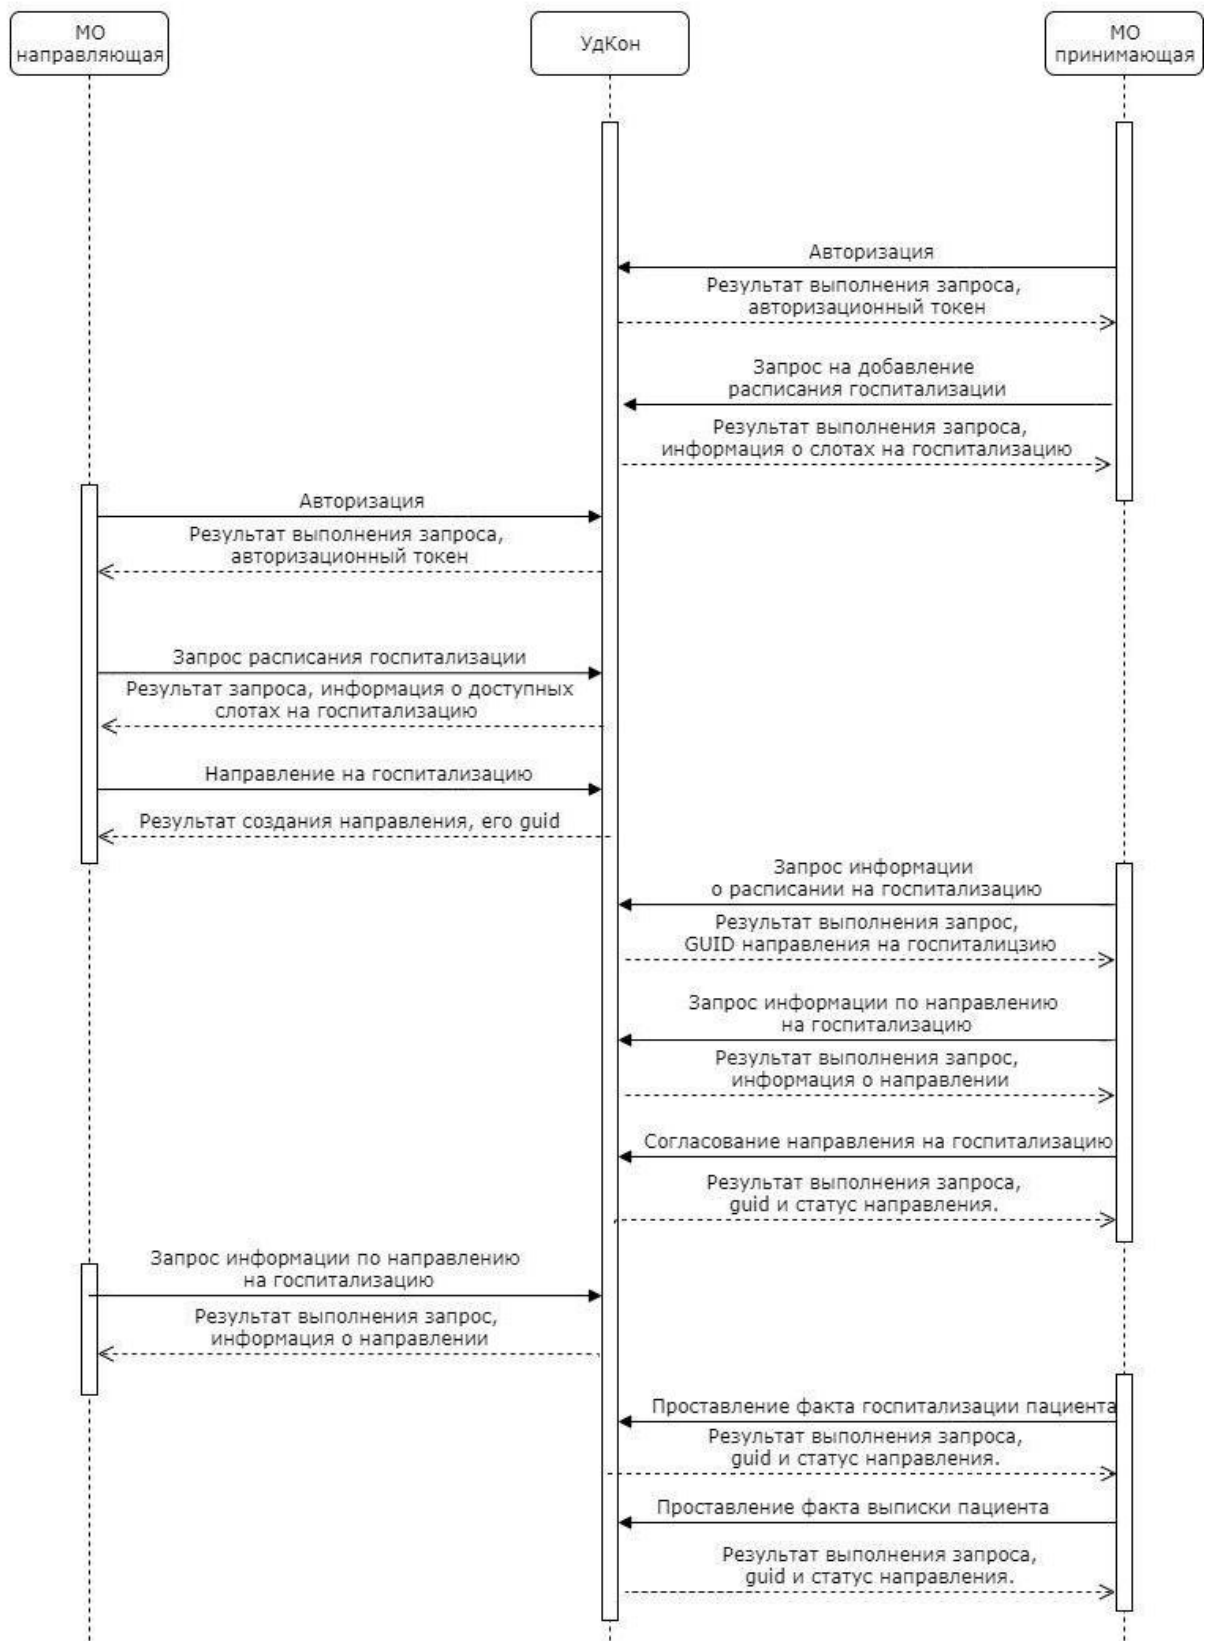 МО
направляющая
УдКон
МО
принимающая
Авторизация
Результат выполнения запроса,
авторизационный токен
Запрос на добавление
расписания госпитализации
Результат выполнения запроса,
информация о слотах на госпитализацию
Авторизация
Результат выполнения запроса,
авторизационный токен
Запрос расписания госпитализации
Результат запроса, информация о доступных
слотах на госпитализацию
Направление на госпитализацию
Результат создания направления, его guid
Запрос информации
о расписании на госпитализацию
Результат выполнения запрос,
GUID направления на госпиталицзию
Запрос информации по направлению
на госпитализацию
Результат выполнения запрос,
информация о направлении
Согласование направления на госпитализацию
Результат выполнения запроса,
guid и статус направления.
Запрос информации по направлению
на госпитализацию
Результат выполнения запрос,
информация о направлении
Проставление факта госпитализации пациента
Результат выполнения запроса,
guid и статус направления.
Проставление факта выписки пациента
Результат выполнения запроса,
guid и статус направления.